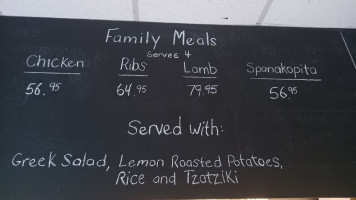 Family Meals
Serves 4
Chicken Ribs Lamb Spanakopita
56.95 64.95 79.95 56.95
Served with:
Greek Salad, Lemon Roasted Potatoes,
Rice and Tzatziki